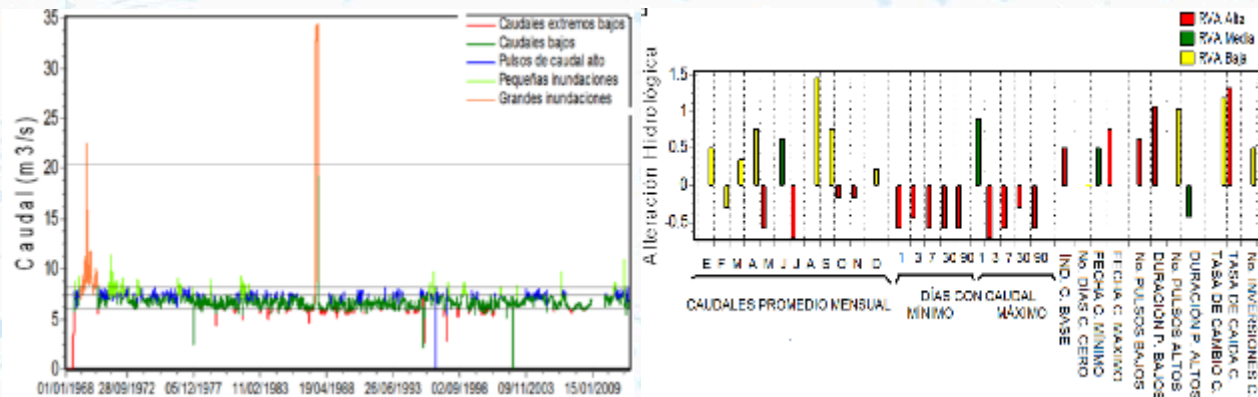 35
30
25
20
15
10
5
0
Caudal (m3/s)
Caudales extremos bajos
Caudales bajos
Pulsos de caudal alto
Pequeñas inundaciones
Grandes inundaciones
01/01/1968 28/09/1972 05/12/1977 11/02/1983 19/04/1988 26/06/1993 02/09/1998 09/11/2003 15/01/2009
RVA Alta
RVA Media
RVA Baja
Alteración Hidrológica
1.5
1
0.5
0
-0.5
E F M A M J J A S O N D 1 3 7 30 90 1 3 7 30 90
CAUDALES PROMEDIO MENSUAL
DÍAS CON CAUDAL
MÍNIMO MÁXIMO
IND. C. BASE
No. DÍAS C. CERO
FECHA C. MÍNIMO
FECHA C. MÁXIMO
No. PULSOS BAJOS
DURACIÓN P. BAJOS
No. PULSOS ALTOS
DURACIÓN P. ALTOS
TASA DE CAMBIO C.
TASA DE CAIDA C.
No. INVERSIONES C.